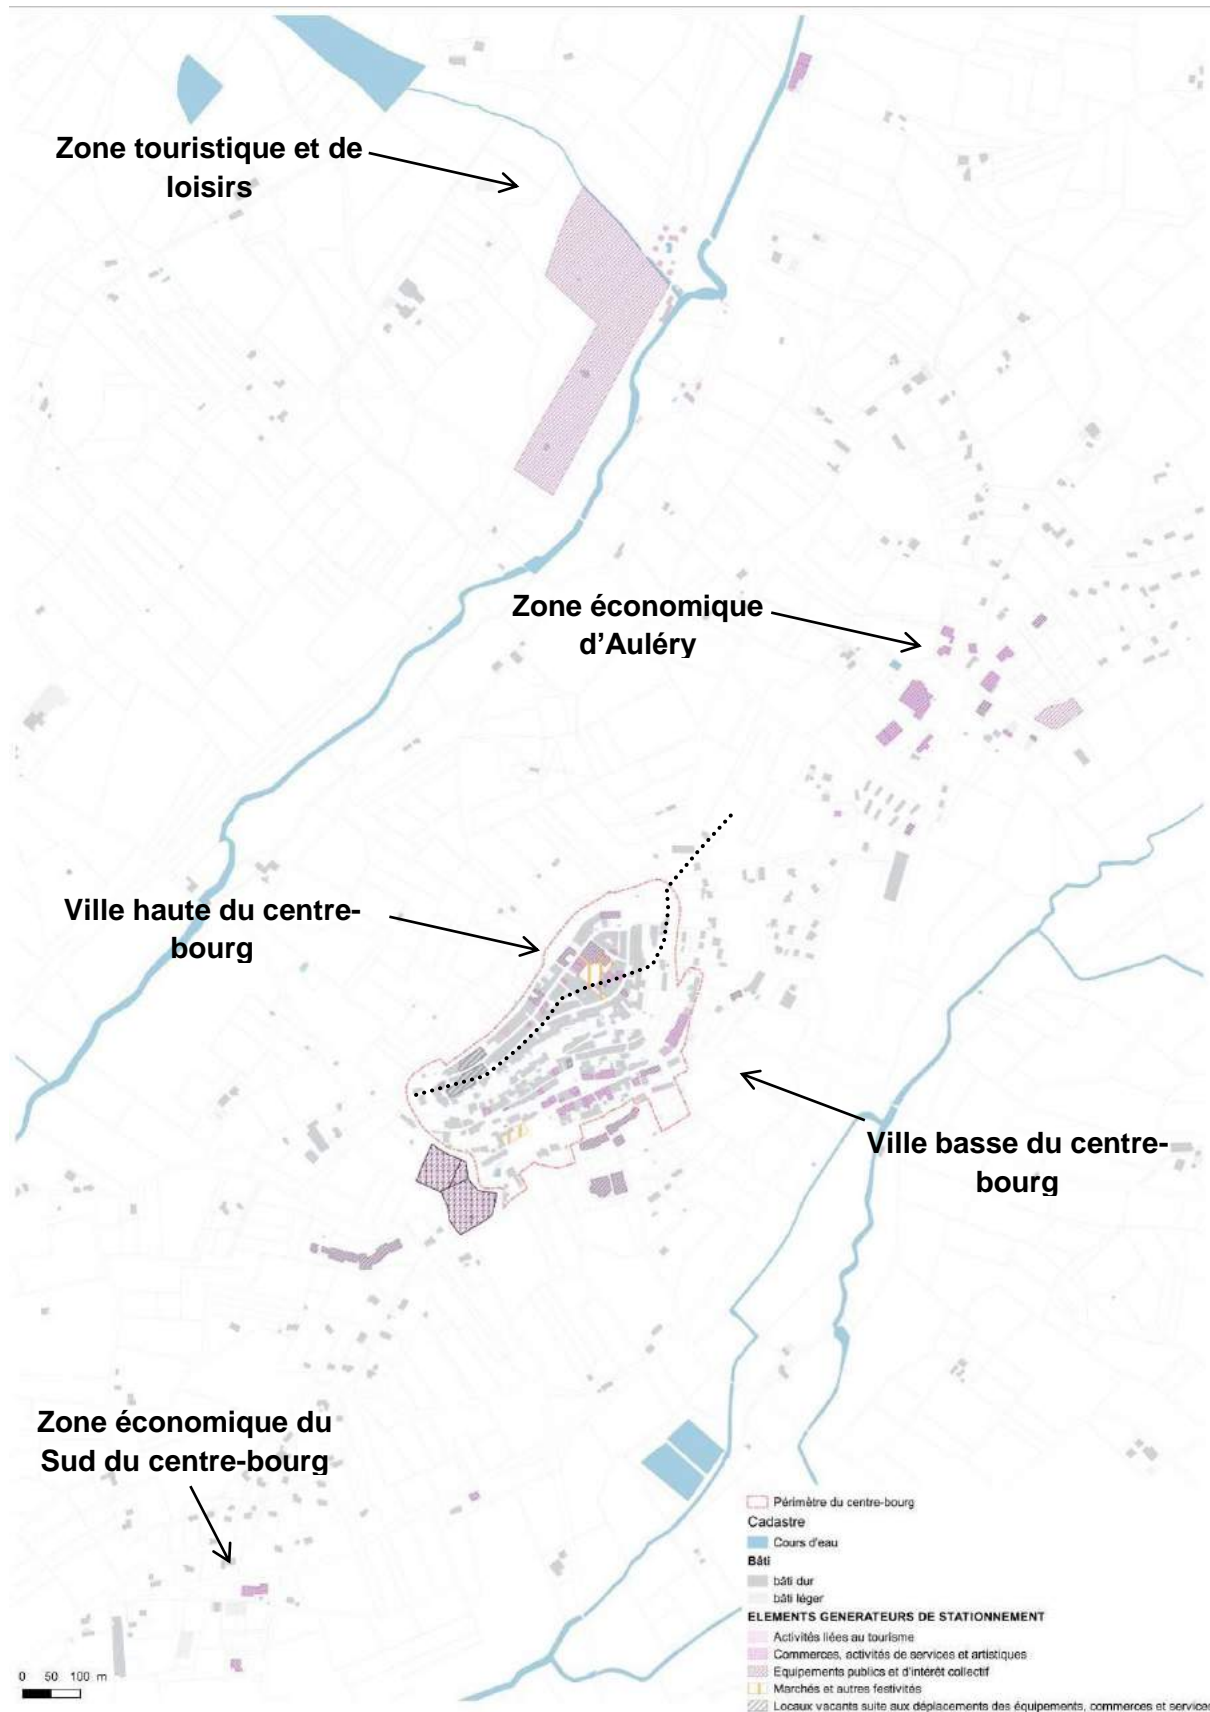 Zone touristique et de
loisirs
Zone économique
d’Auléry
Ville haute du centre-
bourg
Ville basse du centre-
bourg
Zone économique du
Sud du centre-bourg
Périmètre du centre-bourg
Cadastre
Cours d'eau
Bâti
bâti dur
bâti léger
ELEMENTS GENERATEURS DE STATIONNEMENT
Activités liées au tourisme
Commerces, activités de services et artistiques
Equipements publics et d'intérêt collectif
Marchés et autres festivités
Locaux vacants suite aux déplacements des équipements, commerces et services
0 50 100 m